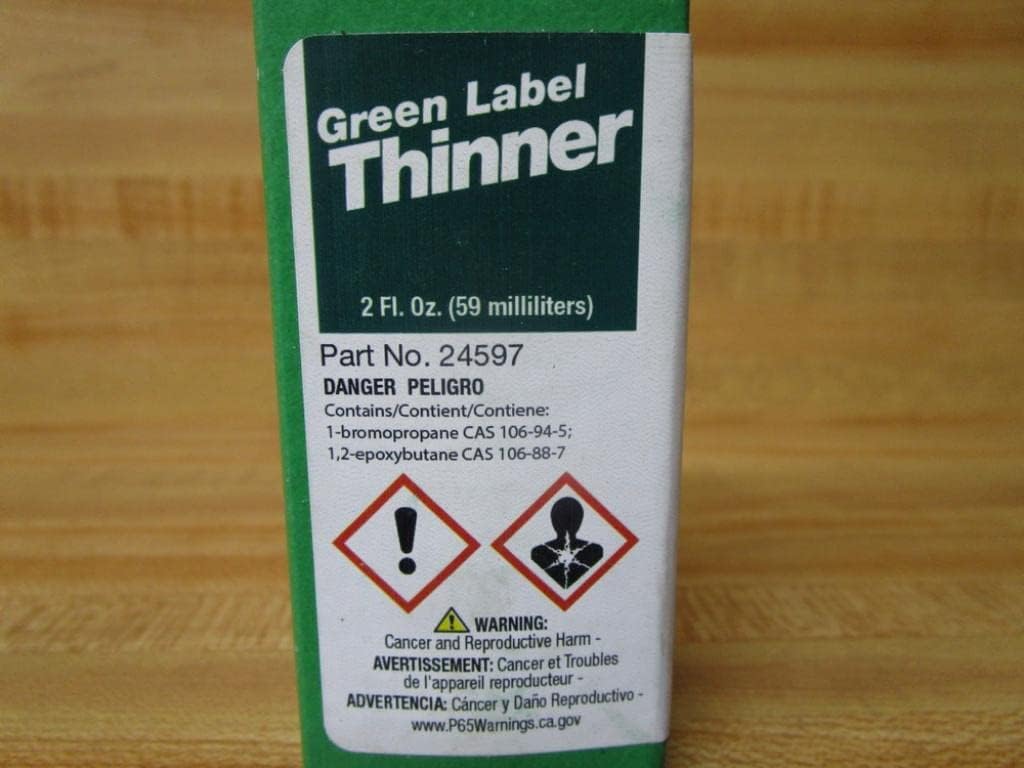 Green Label
Thinner
2 Fl. Oz. (59 milliliters)
Part No. 24597
DANGER PELIGRO
Contains/Contient/Contiene:
1-bromopropane CAS 106-94-5;
1,2-epoxybutane CAS 106-88-7
WARNING:
Cancer and Reproductive Harm -
AVERTISSEMENT: Cancer et Troubles
de l'appareil reproducteur -
ADVERTENCIA: Cáncer y Daño Reproductivo -
www.P65Warnings.ca.gov